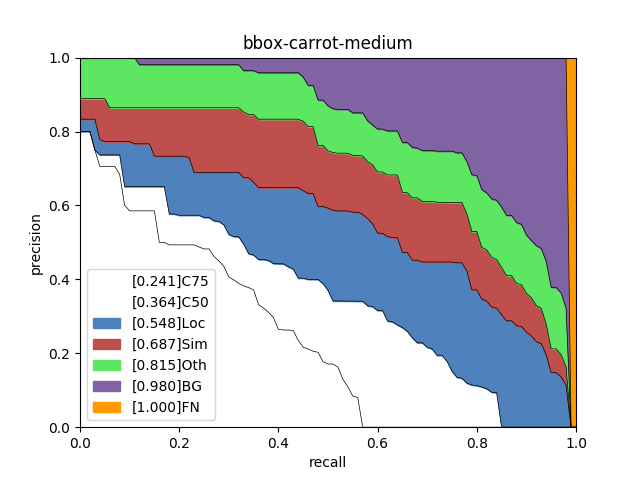 bbox-carrot-medium
1.0
0.8
0.6
0.4
0.2
0.0
precision
[0.241]C75
[0.364]C50
[0.548]Loc
[0.687]Sim
[0.815]Oth
[0.980]BG
[1.000]FN
0.0 0.2 0.4 0.6 0.8 1.0
recall